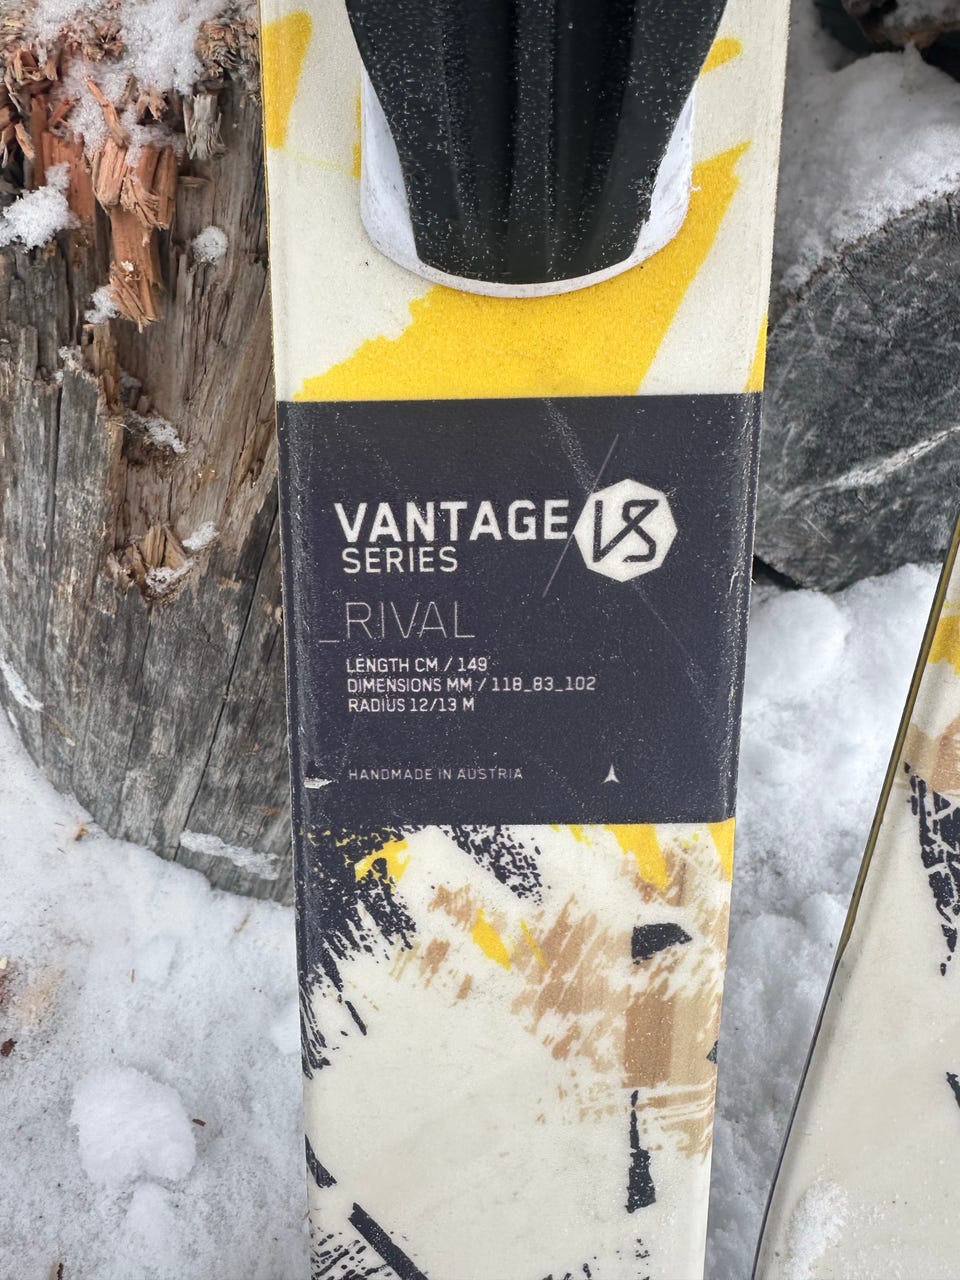 VANTAGE VS
SERIES
_RIVAL
LENGTH CM / 149
DIMENSIONS MM / 118_83_102
RADIUS 12/13 M
HANDMADE IN AUSTRIA